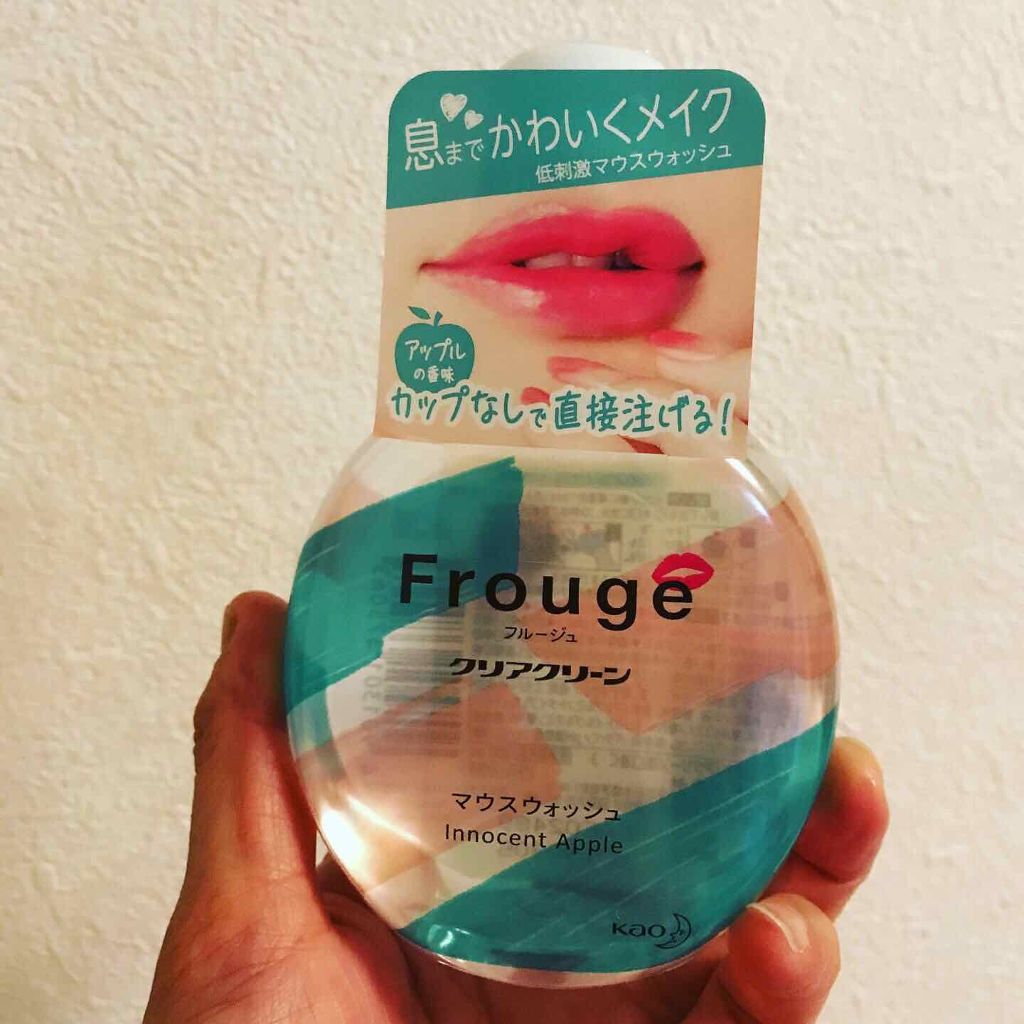 息まで かわいくメイク
低刺激マウスウォッシュ
アップル
の香味
カップなしで直接注げる!
Frouge
フルージュ
クリアクリーン
マウスウォッシュ
Innocent Apple
Kao